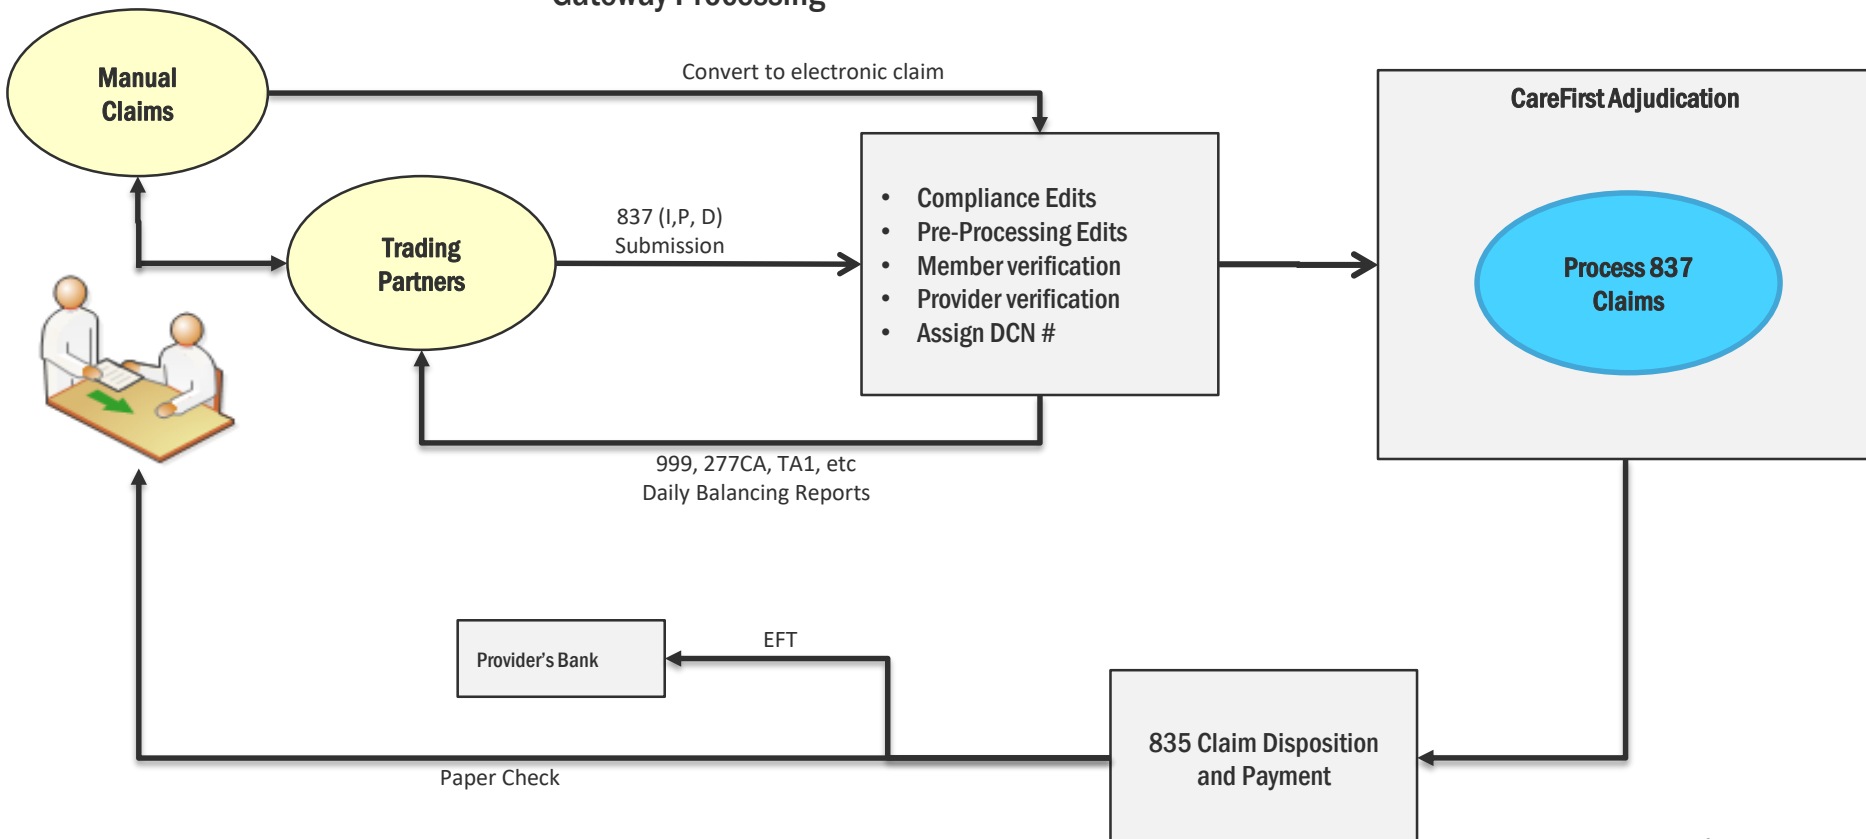 Gateway Processing
Manual
Claims
Convert to electronic claim
CareFirst Adjudication
Trading
Partners
837 (I,P, D)
Submission
• Compliance Edits
• Pre-Processing Edits
• Member verification
• Provider verification
• Assign DCN #
Process 837
Claims
999, 277CA, TA1, etc
Daily Balancing Reports
Provider's Bank
EFT
835 Claim Disposition
and Payment
Paper Check